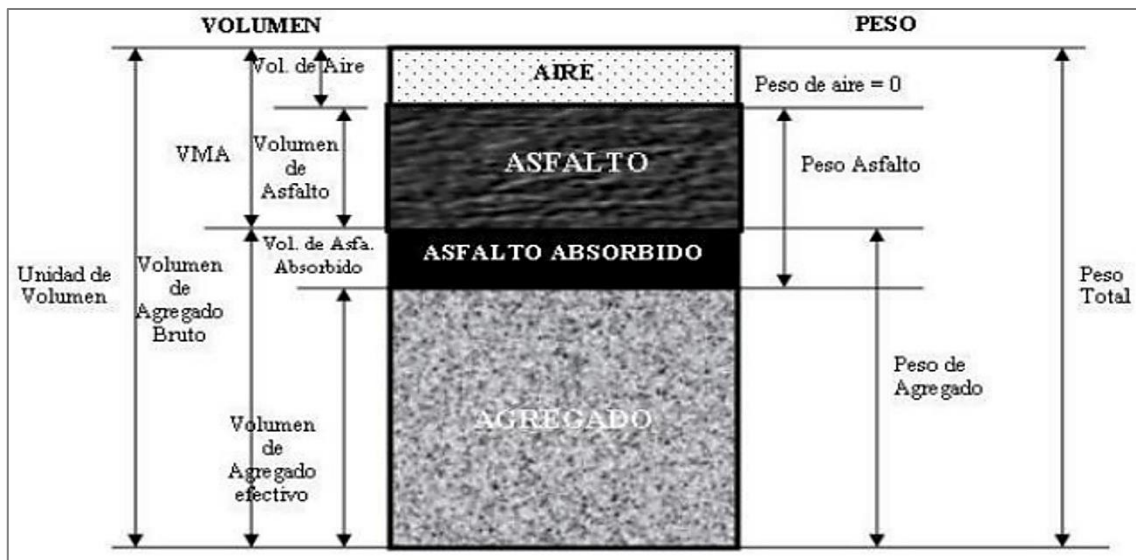 VOLUMEN
PESO
Vol. de Aire
AIRE
Peso de aire = 0
VMA
Volumen
de
Asfalto
ASFALTO
Peso Asfalto
Vol. de Asfa.
Absorbido
ASFALTO ABSORBIDO
Unidad de
Volumen
Volumen
de
Agregado
Bruto
Peso
Total
Peso de
Agregado
Volumen
de
Agregado
efectivo
AGREGADO